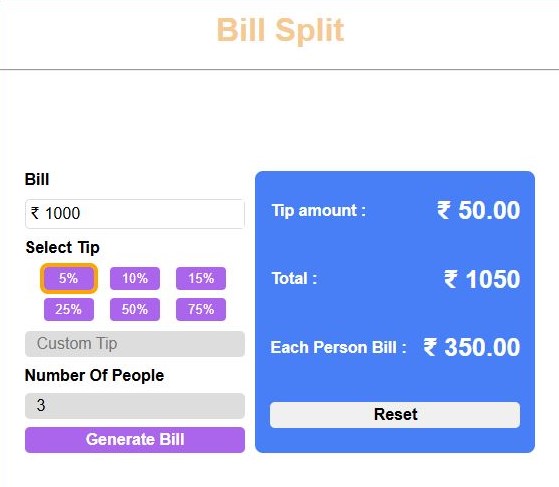 Bill Split
Bill
₹ 1000
Select Tip
5% 10% 15%
25% 50% 75%
Custom Tip
Number Of People
3
Generate Bill
Tip amount : ₹ 50.00
Total : ₹ 1050
Each Person Bill : ₹ 350.00
Reset